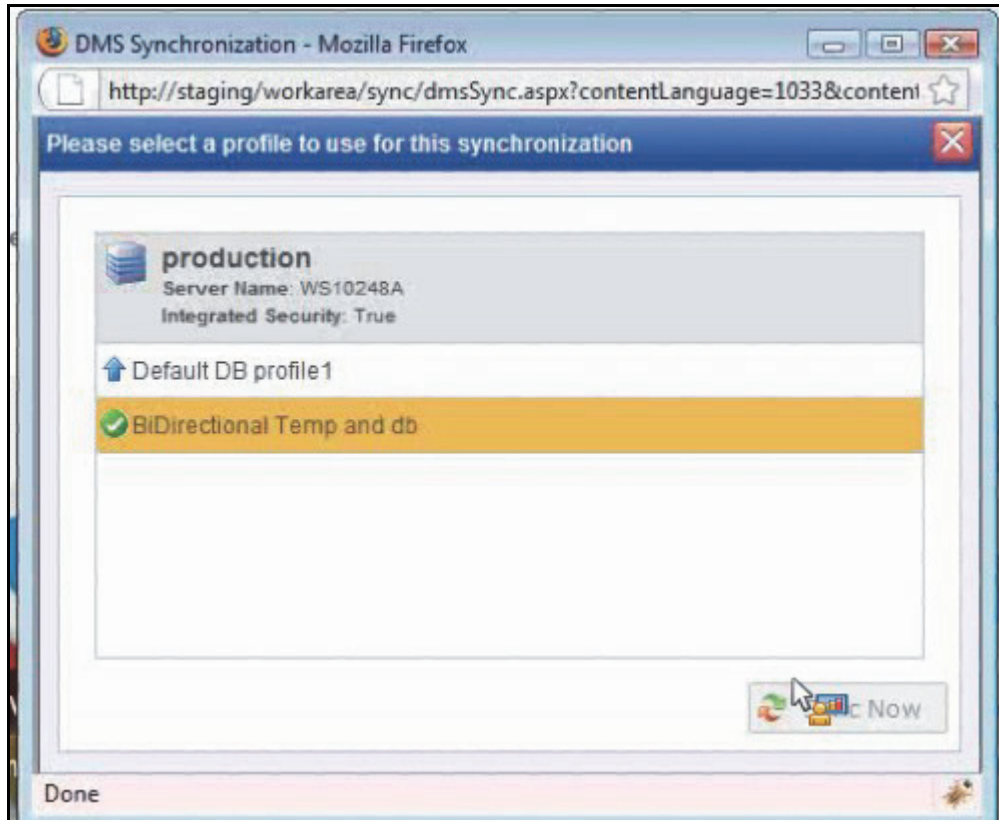 DMS Synchronization - Mozilla Firefox
http://staging/workarea/sync/dmsSync.aspx?contentLanguage=1033&content
Please select a profile to use for this synchronization
production
Server Name: WS10248A
Integrated Security: True
Default DB profile1
BiDirectional Temp and db
Now
Done